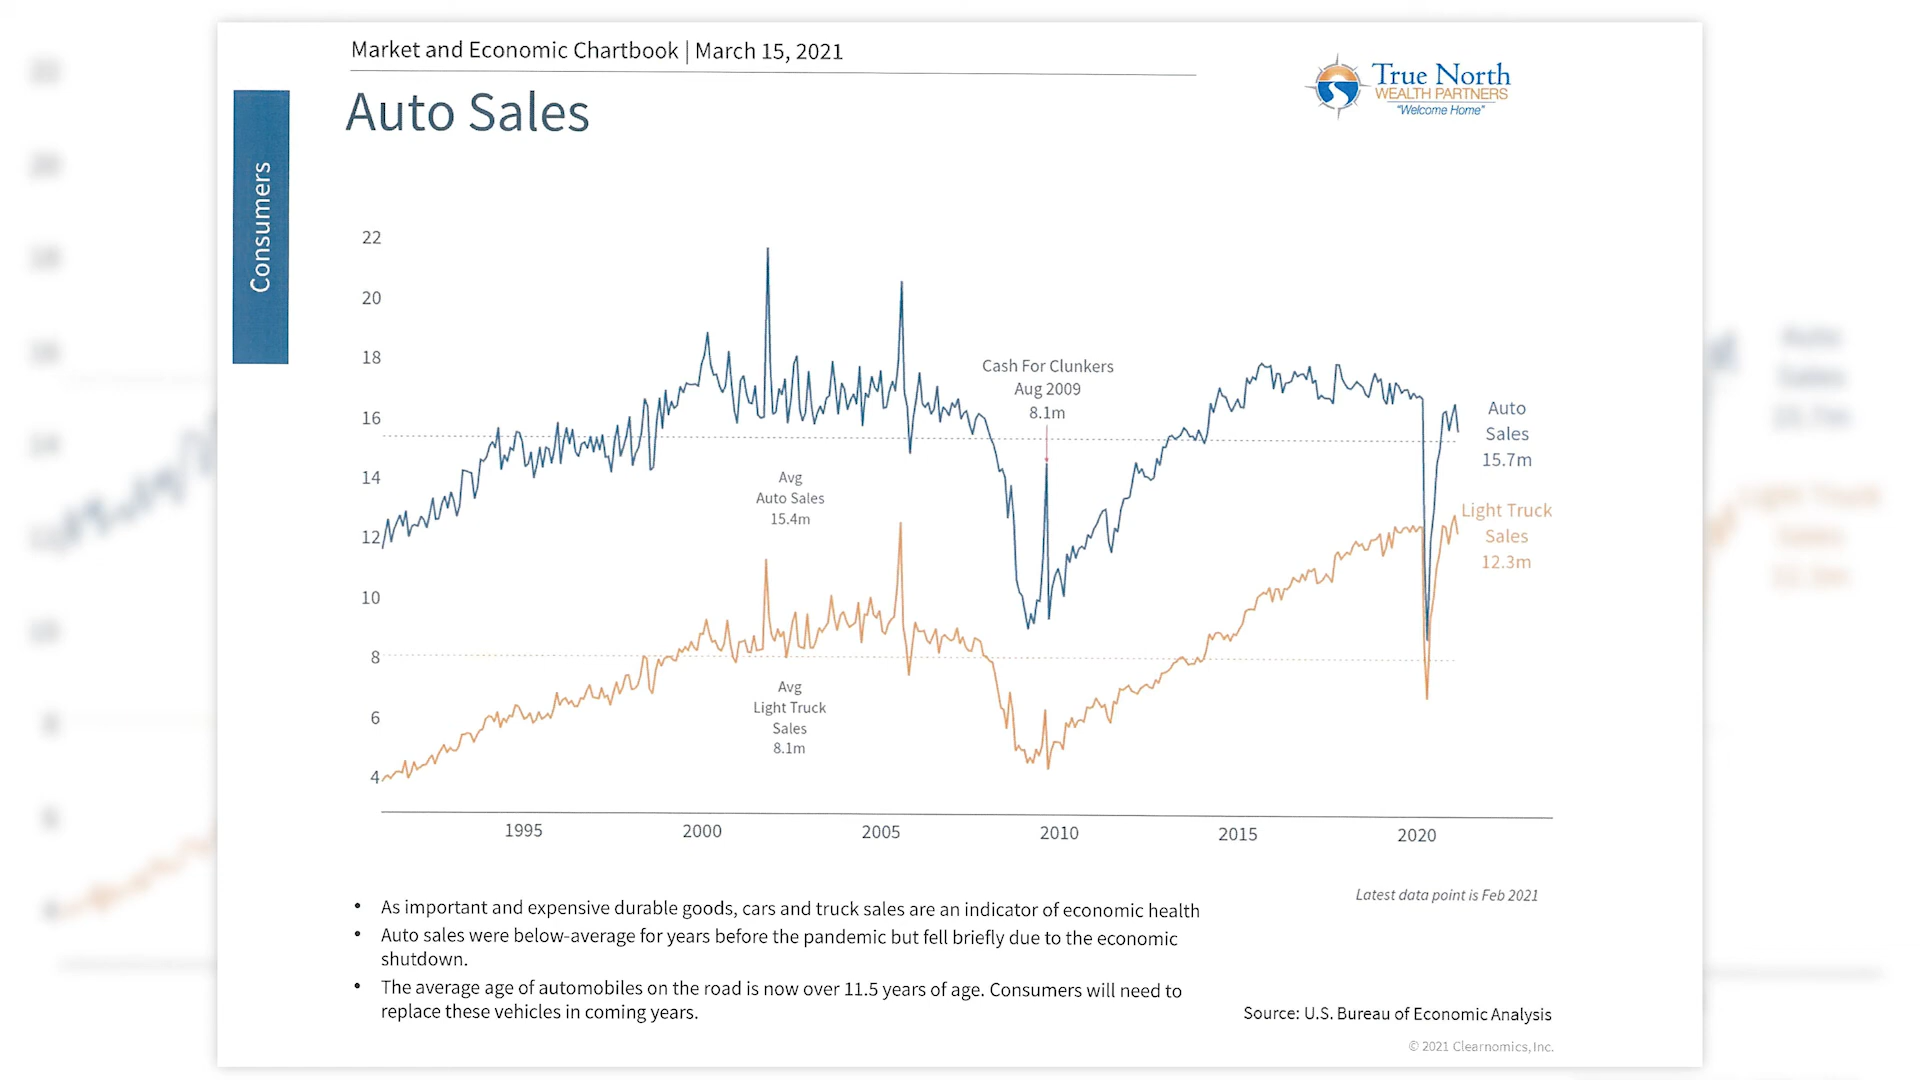 Market and Economic Chartbook | March 15, 2021
True North
WEALTH PARTNERS
"Welcome Home"
Auto Sales
Consumers
22
20
18
16
14
12
10
8
6
4
Cash For Clunkers
Aug 2009
8.1m
Auto
Sales
15.7m
Avg
Auto Sales
15.4m
Light Truck
Sales
12.3m
Avg
Light Truck
Sales
8.1m
1995
2000
2005
2010
2015
2020
Latest data point is Feb 2021
• As important and expensive durable goods, cars and truck sales are an indicator of economic health
• Auto sales were below-average for years before the pandemic but fell briefly due to the economic
shutdown.
• The average age of automobiles on the road is now over 11.5 years of age. Consumers will need to
replace these vehicles in coming years.
Source: U.S. Bureau of Economic Analysis
© 2021 Clearnomics, Inc.